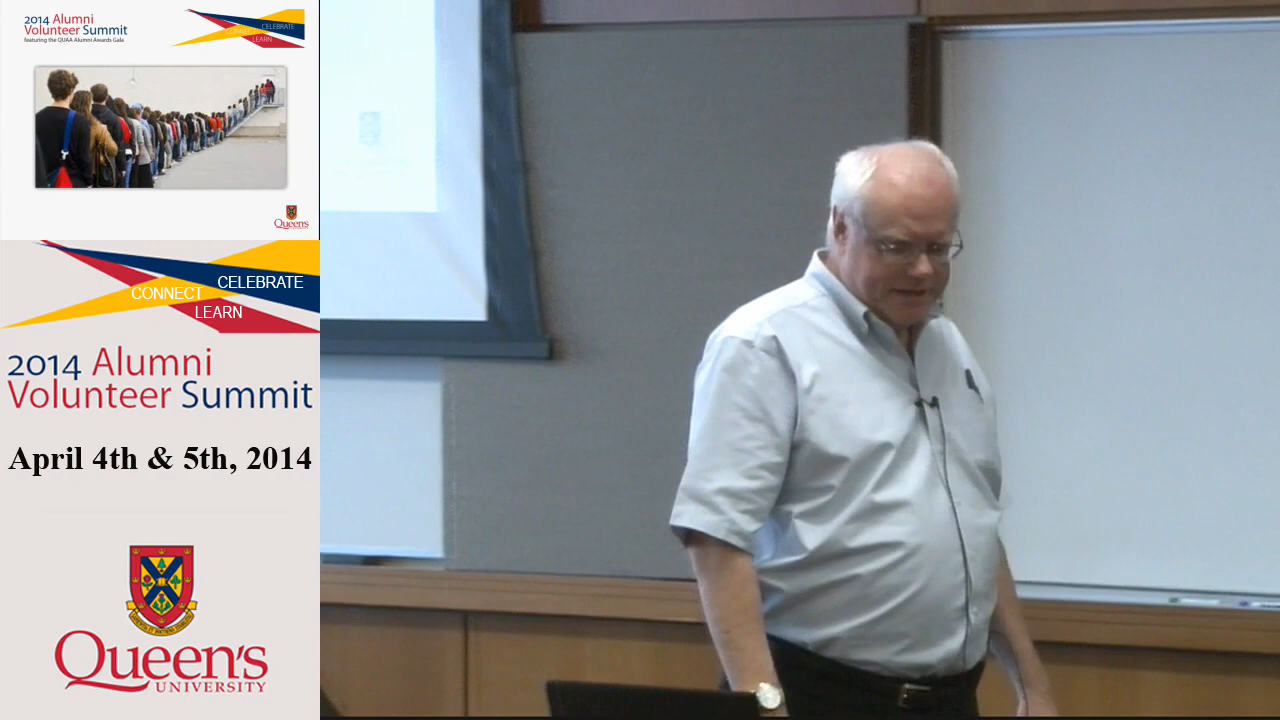 2014 Alumni
Volunteer Summit
featuring the QUAA Alumni Awards Gala
CELEBRATE
CONNECT
LEARN
Queen's
CELEBRATE
CONNECT
LEARN
2014 Alumni
Volunteer Summit
April 4th & 5th, 2014
Queen's
UNIVERSITY